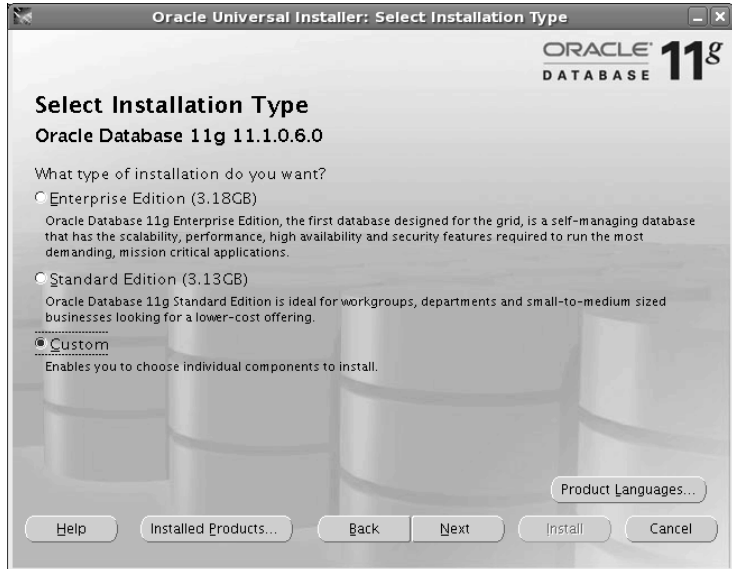 Oracle Universal Installer: Select Installation Type
ORACLE 11g
DATABASE
Select Installation Type
Oracle Database 11g 11.1.0.6.0
What type of installation do you want?
Enterprise Edition (3.18GB)
Oracle Database 11g Enterprise Edition, the first database designed for the grid, is a self-managing database
that has the scalability, performance, high availability and security features required to run the most
demanding, mission critical applications.
Standard Edition (3.13GB)
Oracle Database 11g Standard Edition is ideal for workgroups, departments and small-to-medium sized
businesses looking for a lower-cost offering.
Custom
Enables you to choose individual components to install.
Product Languages...
Help Installed Products... Back Next Install Cancel